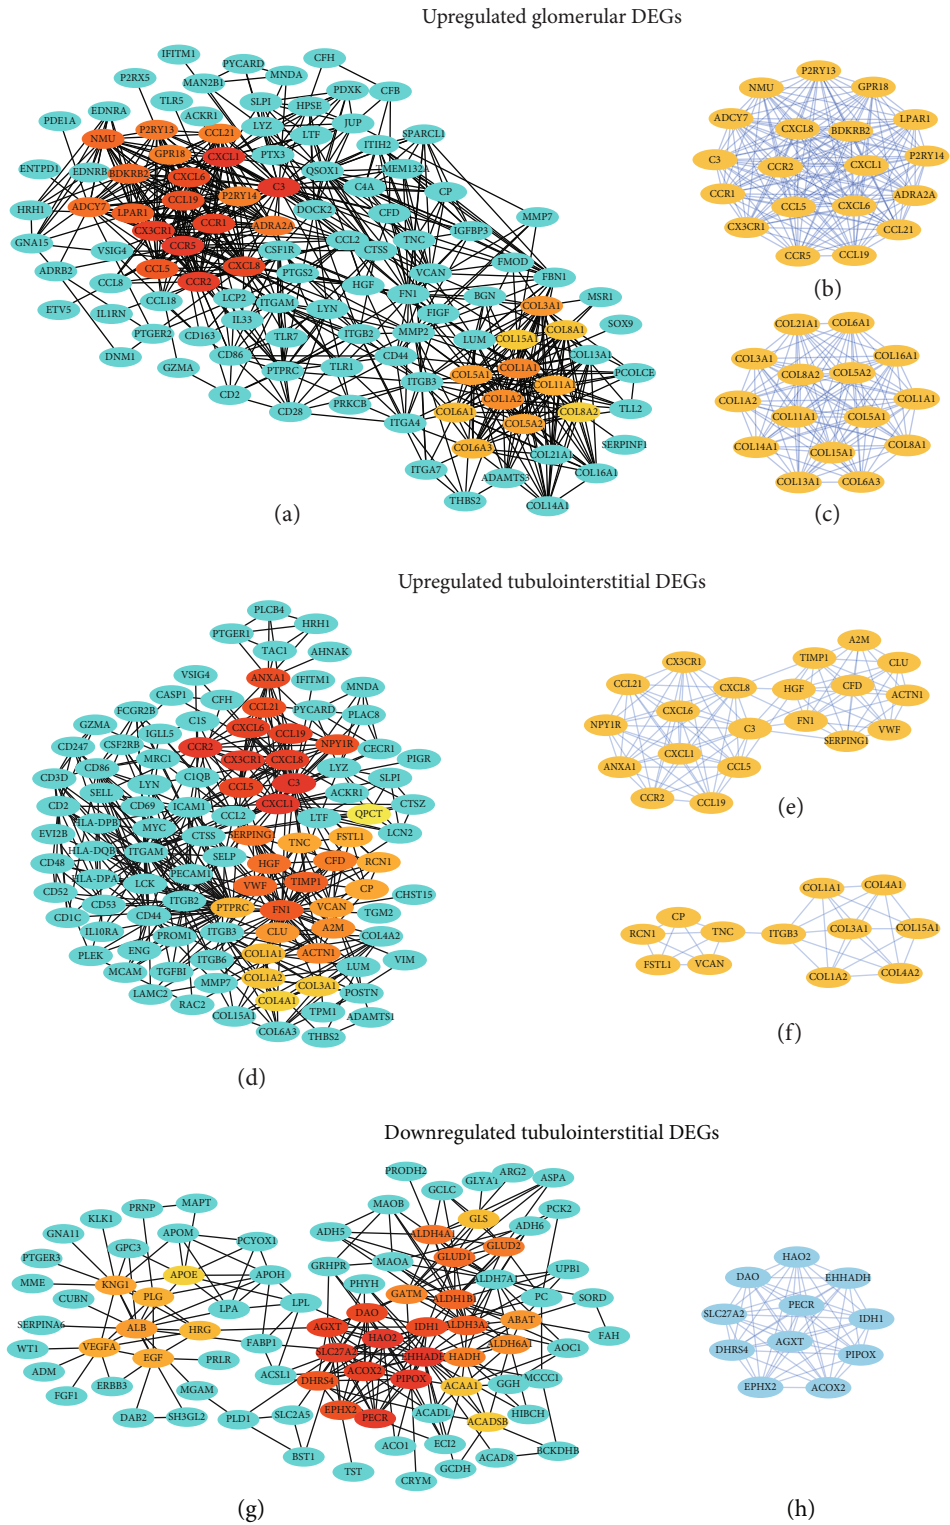 Upregulated glomerular DEGs
IFITM1
PYCARD
CFH
P2RX5
MAN2B1
MNDA
PDXK
CFB
TLR5
SLPI
HPSE
PDE1A
EDNRA
ACKR1
LYZ
LTF
JUP
SPARCL1
NMU
P2RY13
CCL21
ITIH2
GPR18
CXCL1
PTX3
TMEM132A
ENTPD1
EDNRB
BDKRB2
CXCL6
QSOX1
C4A
CP
C3
HRH1
ADCY7
LPAR1
CCL19
P2RY14
DOCK2
CFD
IGFBP3
MMP7
CX3CR1
CCR1
ADRA2A
GNA15
VSIG4
CCR5
CSF1R
CCL2
CTSS
TNC
FMOD
ADRB2
CCL5
CXCL8
PTGS2
VCAN
FBN1
CCL8
CCR2
HGF
FN1
BGN
MSR1
ETV5
IL1RN
CCL18
LCP2
ITGAM
LYN
FIGF
COL3A1
SOX9
PTGER2
IL33
TLR7
ITGB2
MMP2
LUM
COL15A1
COL8A1
DNM1
CD163
CD86
CD44
COL13A1
GZMA
PTPRC
TLR1
ITGB3
COL5A1
COL1A1
COL11A1
PCOLCE
CD2
PRKCB
COL1A2
CD28
ITGA4
COL6A1
COL5A2
COL8A2
TLL2
COL6A3
COL21A1
SERPINF1
ITGA7
ADAMTS3
COL16A1
THBS2
COL14A1
(a)
P2RY13
NMU
GPR18
ADCY7
CXCL8
BDKRB2
LPAR1
C3
CCR2
CXCL1
P2RY14
CCR1
CCL5
CXCL6
ADRA2A
CX3CR1
CCL21
CCR5
CCL19
(b)
COL21A1
COL6A1
COL3A1
COL8A2
COL5A2
COL16A1
COL1A2
COL11A1
COL5A1
COL1A1
COL14A1
COL15A1
COL8A1
COL13A1
COL6A3
(c)
Upregulated tubulointerstitial DEGs
PLCB4
PTGER1
HRH1
TAC1
AHNAK
VSIG4
ANXA1
IFITM1
CASP1
CFH
CCL21
MNDA
FCGR2B
C1S
CXCL6
PYCARD
PLAC8
GZMA
IGLL5
CCL19
CD247
CSF2RB
CCR2
NPY1R
CECR1
CD86
MRC1
CX3CR1
CXCL8
PIGR
CD3D
LYN
C1QB
LYZ
SLPI
SELL
CCL5
C3
ACKR1
CD2
CD69
ICAM1
CXCL1
CTSZ
HLA-DPB1
CCL2
LTF
QPCT
EVI2B
MYC
CTSS
SERPING1
TNC
FSTL1
LCN2
HLA-DQB1
ITGAM
SELP
CD48
PECAM1
HGF
CFD
RCN1
HLA-DPA1
LCK
VWF
TIMP1
CP
CD52
CD53
ITGB2
CHST15
CD1C
CD44
PTPRC
FN1
VCAN
TGM2
IL10RA
PROM1
ITGB3
CLU
A2M
COL4A2
PLEK
ENG
ITGB6
COL1A1
ACTN1
VIM
MCAM
TGFBI
MMP7
COL1A2
COL3A1
LUM
LAMC2
RAC2
COL4A1
POSTN
COL15A1
TPM1
ADAMTS1
COL6A3
THBS2
(d)
A2M
CX3CR1
TIMP1
CLU
CCL21
CXCL8
HGF
CFD
ACTN1
NPY1R
CXCL6
C3
FN1
VWF
SERPING1
CXCL1
ANXA1
CCL5
CCR2
CCL19
(e)
COL1A1
COL4A1
CP
RCN1
TNC
ITGB3
COL3A1
COL15A1
FSTL1
VCAN
COL1A2
COL4A2
(f)
Downregulated tubulointerstitial DEGs
PRODH2
ARG2
GLYAT
ASPA
PRNP
MAPT
MAOB
GCLC
KLK1
PCK2
GNA11
APOM
ADH5
ALDH4A1
GLS
ADH6
GPC3
PCYOX1
PTGER3
GLUD2
APOE
APOH
GRHPR
MAOA
GLUD1
UPB1
MME
KNG1
PHYH
ALDH7A1
CUBN
PLG
GATM
ALDH1B1
PC
SORD
LPA
LPL
DAO
SERPINA6
ALB
HRG
AGXT
IDH1
ALDH3A2
ABAT
FAH
WT1
VEGFA
FABP1
HAO2
ALDH6A1
AOC1
EGF
PRLR
SLC27A2
EHHADH
HADH
ADM
ACSL1
ACOX2
FGF1
ERBB3
MGAM
DHRS4
PIPOX
ACAA1
GGH
MCCC1
DAB2
SH3GL2
PLD1
SLC2A5
EPHX2
PECR
ACADL
ACADSB
HIBCH
BST1
ACO1
ECI2
ACAD8
BCKDHB
TST
GCDH
CRYM
(g)
HAO2
DAO
EHHADH
SLC27A2
PECR
IDH1
DHRS4
AGXT
PIPOX
EPHX2
ACOX2
(h)